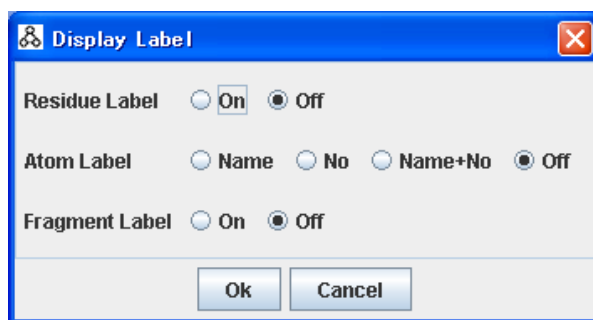 Display Label
Residue Label On Off
Atom Label Name No Name+No Off
Fragment Label On Off
Ok Cancel